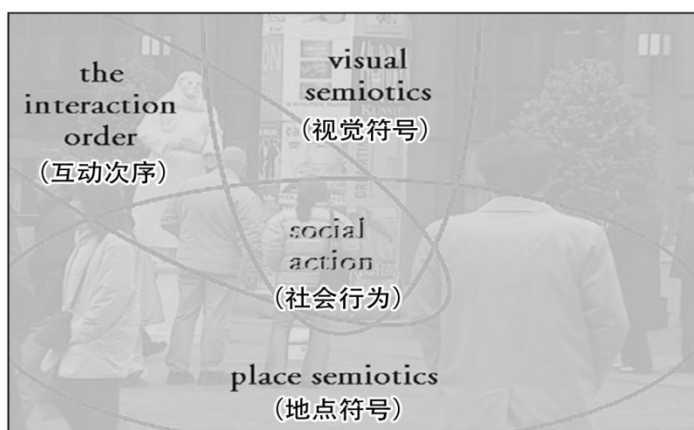 the
interaction
order
(互动次序)
visual
semiotics
(视觉符号)
social
action
(社会行为)
place semiotics
(地点符号)